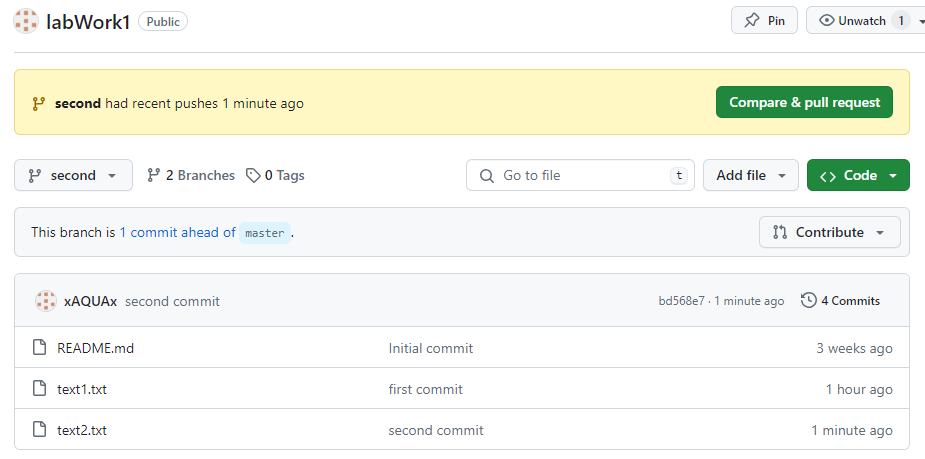 labWork1 Public Pin Unwatch 1
second had recent pushes 1 minute ago Compare & pull request
second 2 Branches 0 Tags Go to file t Add file Code
This branch is 1 commit ahead of master . Contribute
xAQUAx second commit bd568e7 · 1 minute ago 4 Commits
README.md Initial commit 3 weeks ago
text1.txt first commit 1 hour ago
text2.txt second commit 1 minute ago